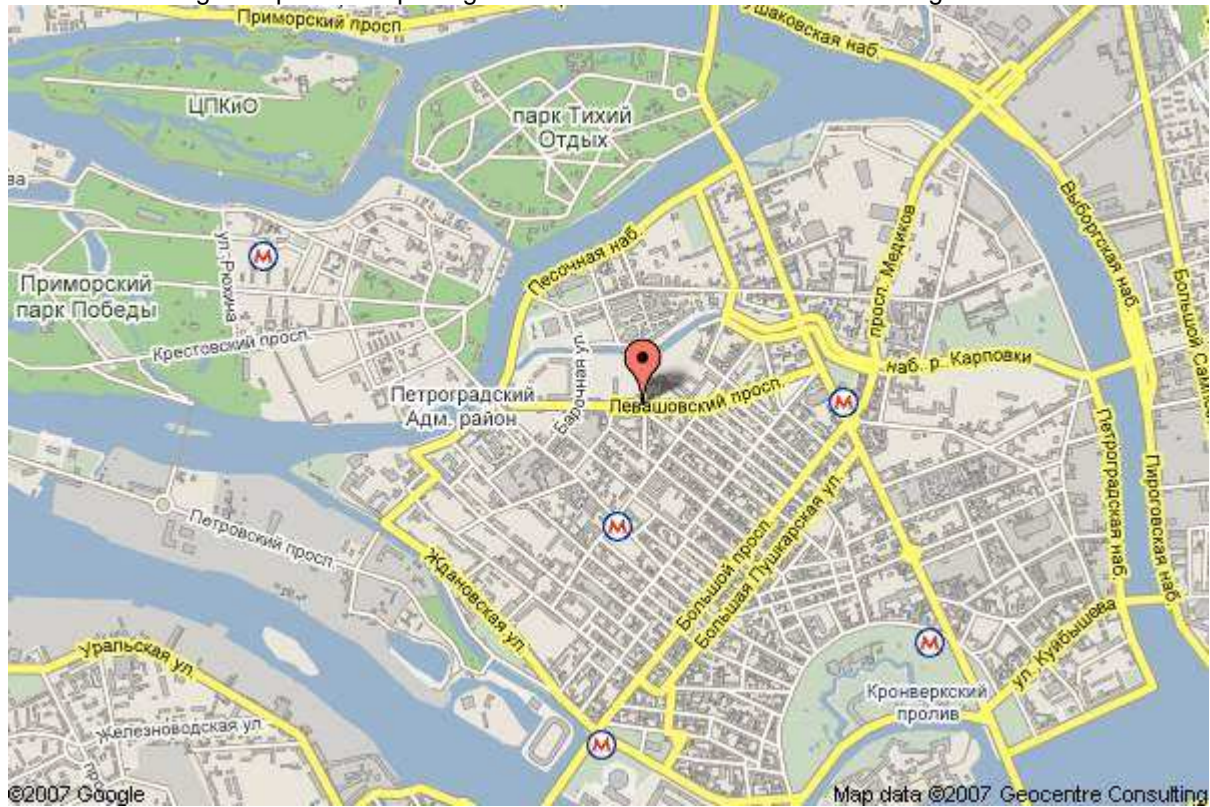 Приморский просп.
Ушаковская наб.
ЦПКиО
парк Тихий
Отдых
ва
ул. Рюхина
Приморский
парк Победы
Крестовский просп.
Песочная наб.
просп. Медиков
Выборгская наб.
Большой Сампсо
Барочная ул.
наб. р. Карповки
Петроградский
Адм. район
Левашовский просп.
Петровский просп.
Ждановская ул.
Большой просп.
Большая Пушкарская ул.
Петроградская наб.
Пироговская наб.
ул. Куйбышева
Уральская ул.
Железноводская ул.
Кронверкский
пролив
©2007 Google
Map data ©2007 Geocentre Consulting